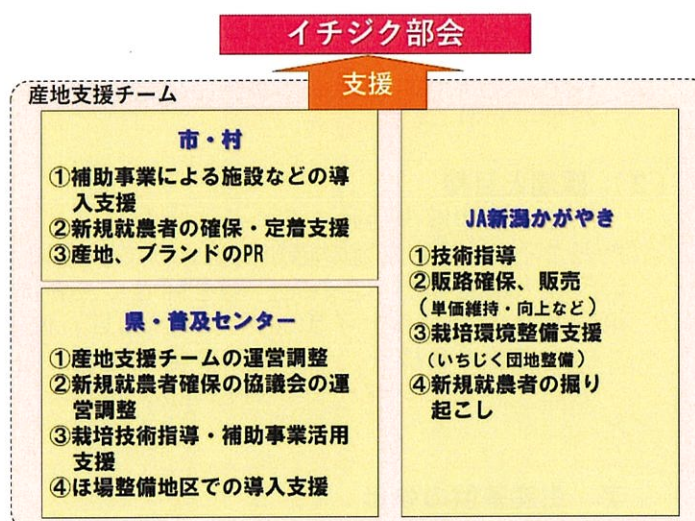 イチジク部会
支援
産地支援チーム
市・村
①補助事業による施設などの導
入支援
②新規就農者の確保・定着支援
③産地、ブランドのPR
県・普及センター
①産地支援チームの運営調整
②新規就農者確保の協議会の運
営調整
③栽培技術指導・補助事業活用
支援
④ほ場整備地区での導入支援
JA新潟かがやき
①技術指導
②販路確保、販売
（単価維持・向上など）
③栽培環境整備支援
（いちじく団地整備）
④新規就農者の掘り
起こし